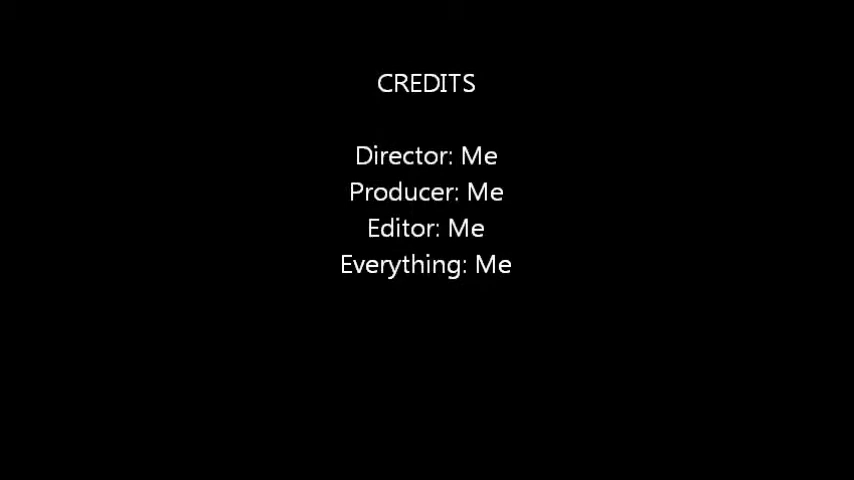 CREDITS
Director: Me
Producer: Me
Editor: Me
Everything: Me